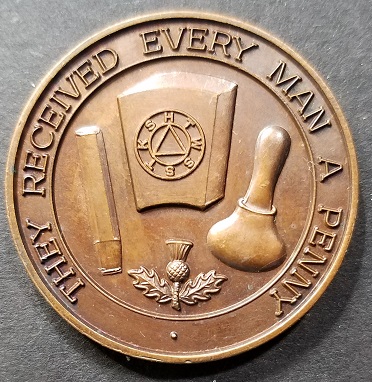 THEY RECEIVED EVERY MAN A PENNY
HTWSSTKS